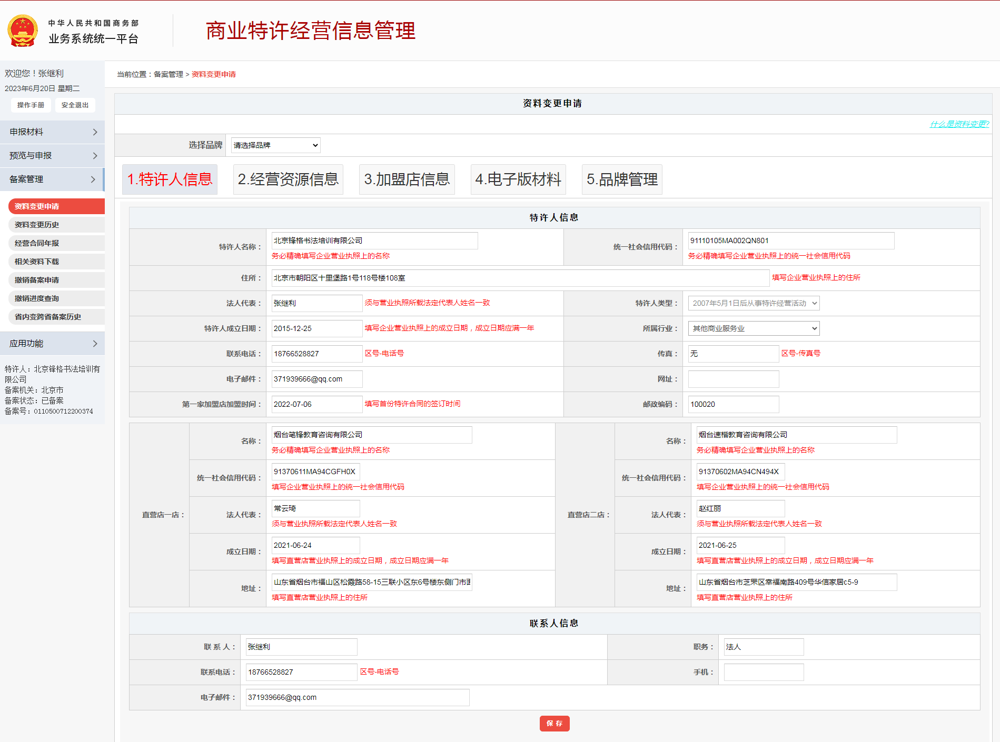 中华人民共和国商务部
业务系统统一平台
商业特许经营信息管理
欢迎您！张继利
2023年6月20日 星期二
操作手册 安全退出
申报材料
预览与申报
备案管理
资料变更申请
资料变更历史
经营合同年报
相关资料下载
撤销备案申请
撤销进度查询
省内变跨省备案历史
应用功能
特许人：北京锋格书法培训有
限公司
备案机关：北京市
备案状态：已备案
备案号：0110500712200374
当前位置：备案管理 > 资料变更申请
资料变更申请
什么是资料变更?
选择品牌 请选择品牌
1.特许人信息 2.经营资源信息 3.加盟店信息 4.电子版材料 5.品牌管理
特许人信息
特许人名称： 北京锋格书法培训有限公司
务必精确填写企业营业执照上的名称
统一社会信用代码： 91110105MA002QN801
务必精确填写企业营业执照上的统一社会信用代码
住所： 北京市朝阳区十里堡路1号118号楼108室 填写企业营业执照上的住所
法人代表： 张继利 须与营业执照所载法定代表人姓名一致
特许人类型： 2007年5月1日后从事特许经营活动
特许人成立日期： 2015-12-25 填写企业营业执照上的成立日期，成立日期应满一年
所属行业： 其他商业服务业
联系电话： 18766528827 区号-电话号
传真： 无 区号-传真号
电子邮件： 371939666@qq.com
网址：
第一家加盟店加盟时间： 2022-07-06 填写首份特许合同的签订时间
邮政编码： 100020
直营店一店：
名称： 烟台笔锋教育咨询有限公司
务必精确填写企业营业执照上的名称
统一社会信用代码： 91370611MA94CGFH0X
填写企业营业执照上的统一社会信用代码
法人代表： 常云琦
须与营业执照所载法定代表人姓名一致
成立日期： 2021-06-24
填写直营店营业执照上的成立日期，成立日期应满一年
地址： 山东省烟台市福山区松霞路58-15三联小区东6号楼东侧门市面
填写直营店营业执照上的住所
直营店二店：
名称： 烟台速楷教育咨询有限公司
务必精确填写企业营业执照上的名称
统一社会信用代码： 91370602MA94CN494X
填写企业营业执照上的统一社会信用代码
法人代表： 赵红丽
须与营业执照所载法定代表人姓名一致
成立日期： 2021-06-25
填写直营店营业执照上的成立日期，成立日期应满一年
地址： 山东省烟台市芝罘区幸福南路409号华信家居c5-9
填写直营店营业执照上的住所
联系人信息
联 系 人： 张继利
职务： 法人
联系电话： 18766528827 区号-电话号
手机：
电子邮件： 371939666@qq.com
保 存